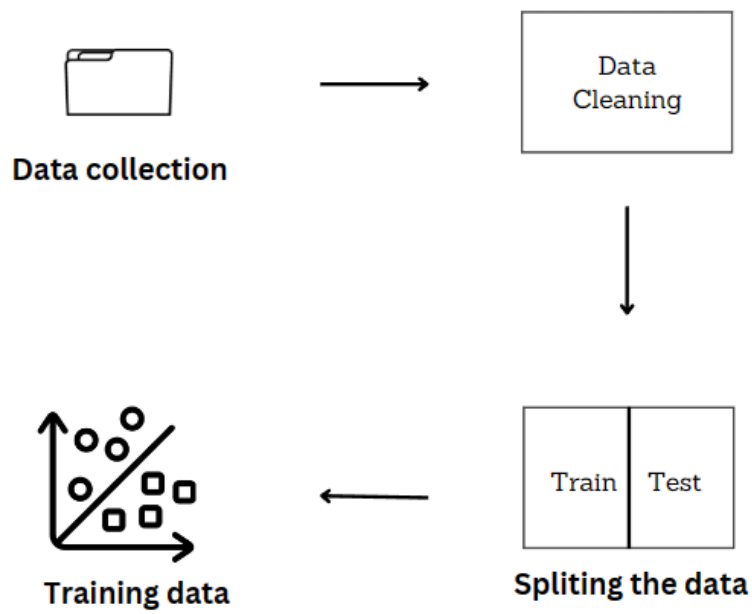 Data collection
Data
Cleaning
Train
Test
Spliting the data
Training data